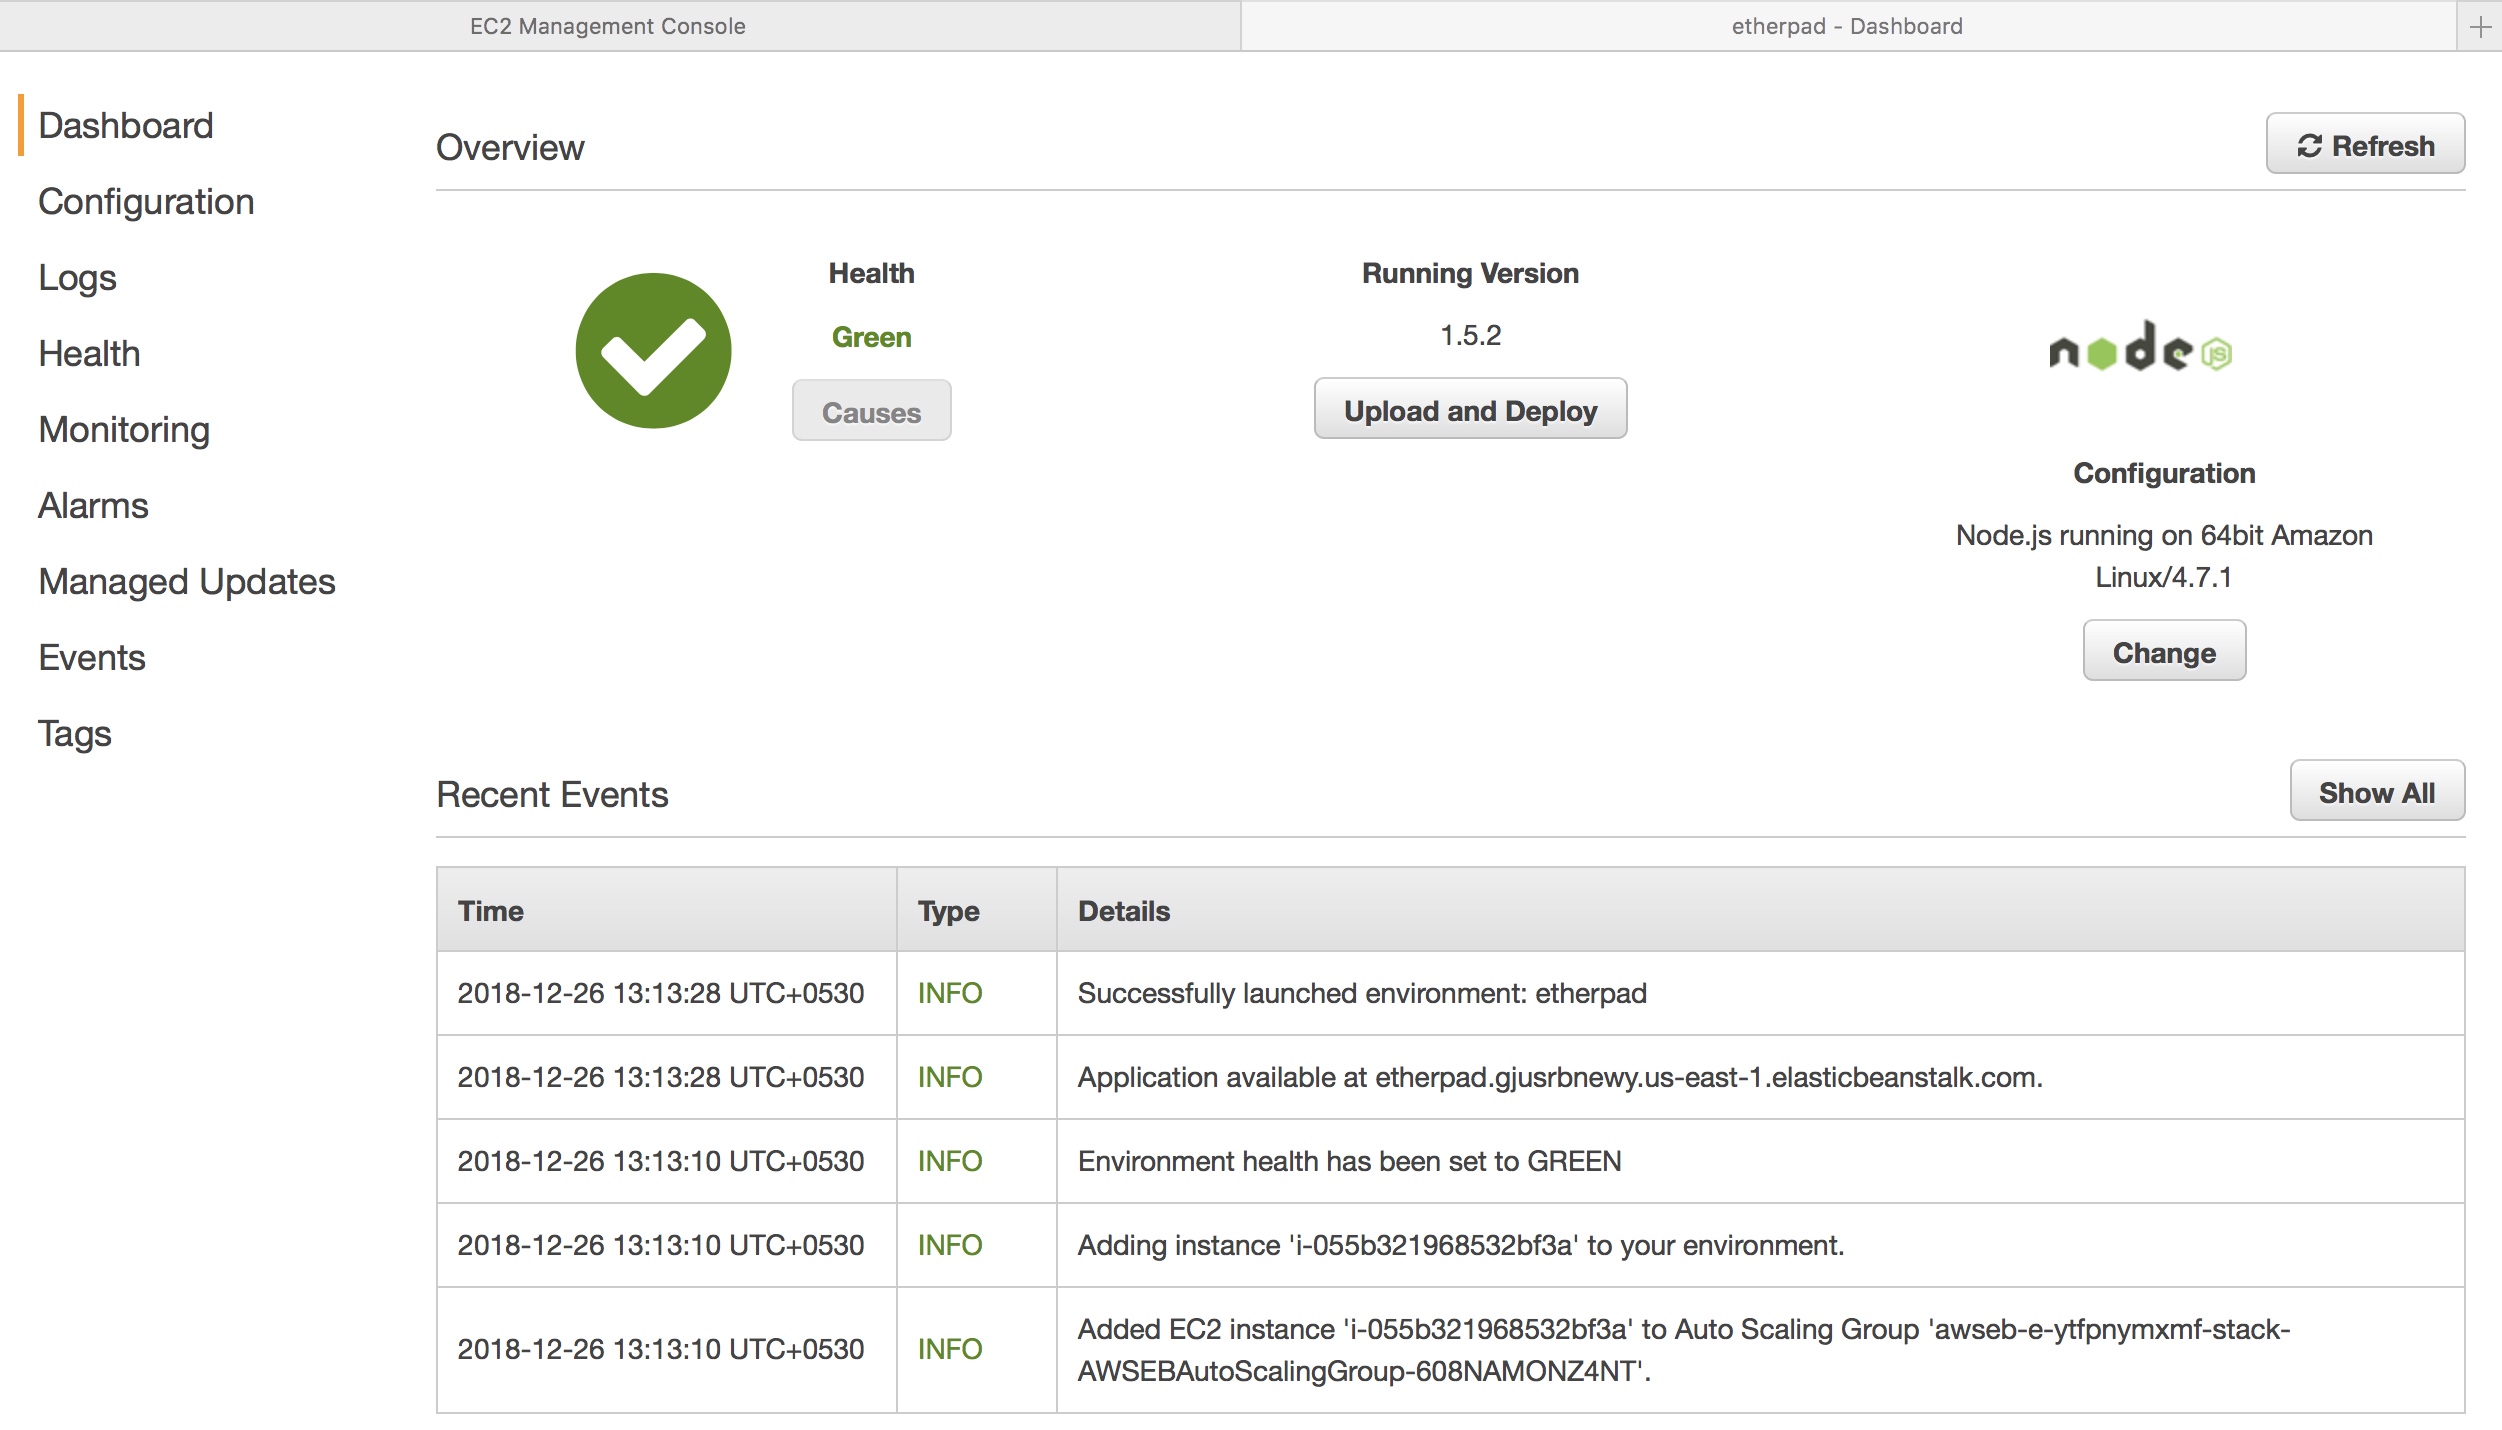 EC2 Management Console
etherpad - Dashboard
Dashboard
Configuration
Logs
Health
Monitoring
Alarms
Managed Updates
Events
Tags
Overview
Refresh
Health
Green
Causes
Running Version
1.5.2
Upload and Deploy
node JS
Configuration
Node.js running on 64bit Amazon
Linux/4.7.1
Change
Recent Events
Show All
Time Type Details
2018-12-26 13:13:28 UTC+0530 INFO Successfully launched environment: etherpad
2018-12-26 13:13:28 UTC+0530 INFO Application available at etherpad.gjusrbnewy.us-east-1.elasticbeanstalk.com.
2018-12-26 13:13:10 UTC+0530 INFO Environment health has been set to GREEN
2018-12-26 13:13:10 UTC+0530 INFO Adding instance 'i-055b321968532bf3a' to your environment.
2018-12-26 13:13:10 UTC+0530 INFO Added EC2 instance 'i-055b321968532bf3a' to Auto Scaling Group 'awseb-e-ytfpnymxmf-stack-
AWSEBAutoScalingGroup-608NAMONZ4NT'.